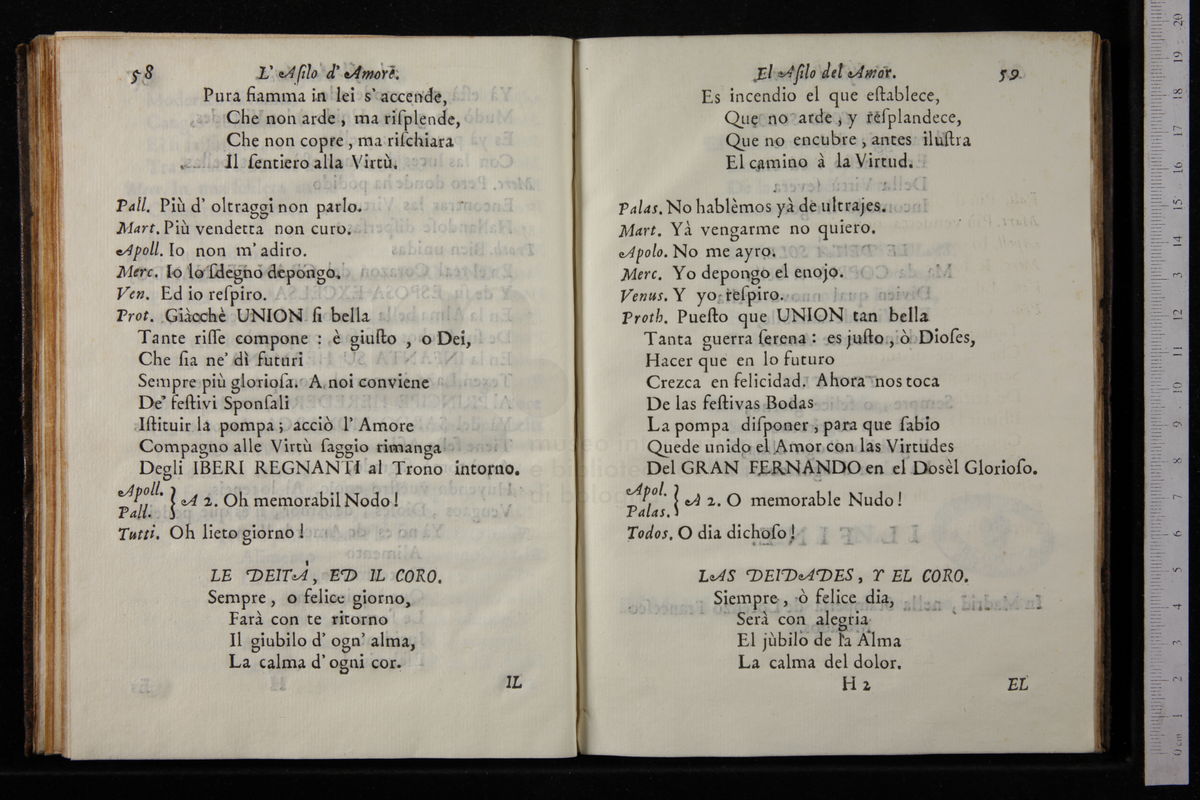 58 L' Aſilo d' Amore.
Pura fiamma in lei s' accende,
Che non arde , ma riſplende,
Che non copre , ma riſchiara
Il ſentiero alla Virtù.
Pall. Più d' oltraggi non parlo.
Mart. Più vendetta non curo.
Apoll. Io non m' adiro.
Merc. Io lo ſdegno depongo.
Ven. Ed io reſpiro.
Prot. Giàcchè UNION ſi bella
Tante riſſe compone : è giuſto , o Dei,
Che ſia ne' dì futuri
Sempre più glorioſa. A noi conviene
De' feſtivi Sponſali
Iſtituir la pompa ; acciò l' Amore
Compagno alle Virtù ſaggio rimanga
Degli IBERI REGNANTI al Trono intorno.
Apoll.
Pall. } A 2. Oh memorabil Nodo !
Tutti. Oh lieto giorno !
LE DEITA', ED IL CORO.
Sempre , o felice giorno,
Farà con te ritorno
Il giubilo d' ogn' alma,
La calma d' ogni cor.
IL
El Aſilo del Amor. 59
Es incendio el que eſtablece,
Que no arde , y reſplandece,
Que no encubre , antes iluſtra
El camino à la Virtud.
Palas. No hablèmos yà de ultrajes.
Mart. Yà vengarme no quiero.
Apolo. No me ayro.
Merc. Yo depongo el enojo.
Venus. Y yo reſpiro.
Proth. Pueſto que UNION tan bella
Tanta guerra ſerena : es juſto , ò Dioſes,
Hacer que en lo futuro
Crezca en felicidad. Ahora nos toca
De las feſtivas Bodas
La pompa diſponer , para que ſabio
Quede unido el Amor con las Virtudes
Del GRAN FERNANDO en el Dosèl Glorioſo.
Apol.
Palas. } A 2. O memorable Nudo !
Todos. O dia dichoſo !
LAS DEIDADES, Y EL CORO.
Siempre , ò felice dia,
Serà con alegria
El jùbilo de la Alma
La calma del dolor.
H 2 EL